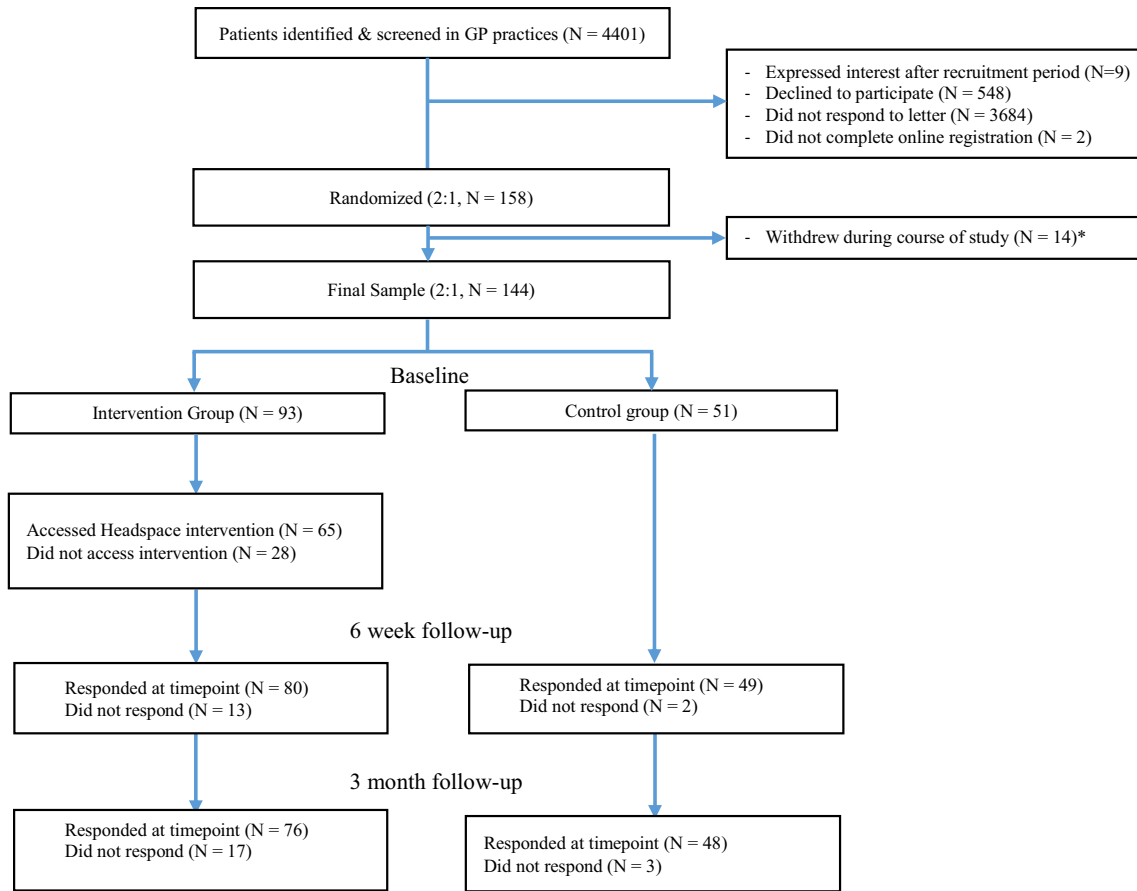 Patients identified & screened in GP practices (N = 4401)
- Expressed interest after recruitment period (N=9)
- Declined to participate (N = 548)
- Did not respond to letter (N = 3684)
- Did not complete online registration (N = 2)
Randomized (2:1, N = 158)
- Withdrew during course of study (N = 14)*
Final Sample (2:1, N = 144)
Baseline
Intervention Group (N = 93)
Control group (N = 51)
Accessed Headspace intervention (N = 65)
Did not access intervention (N = 28)
6 week follow-up
Responded at timepoint (N = 80)
Did not respond (N = 13)
Responded at timepoint (N = 49)
Did not respond (N = 2)
3 month follow-up
Responded at timepoint (N = 76)
Did not respond (N = 17)
Responded at timepoint (N = 48)
Did not respond (N = 3)